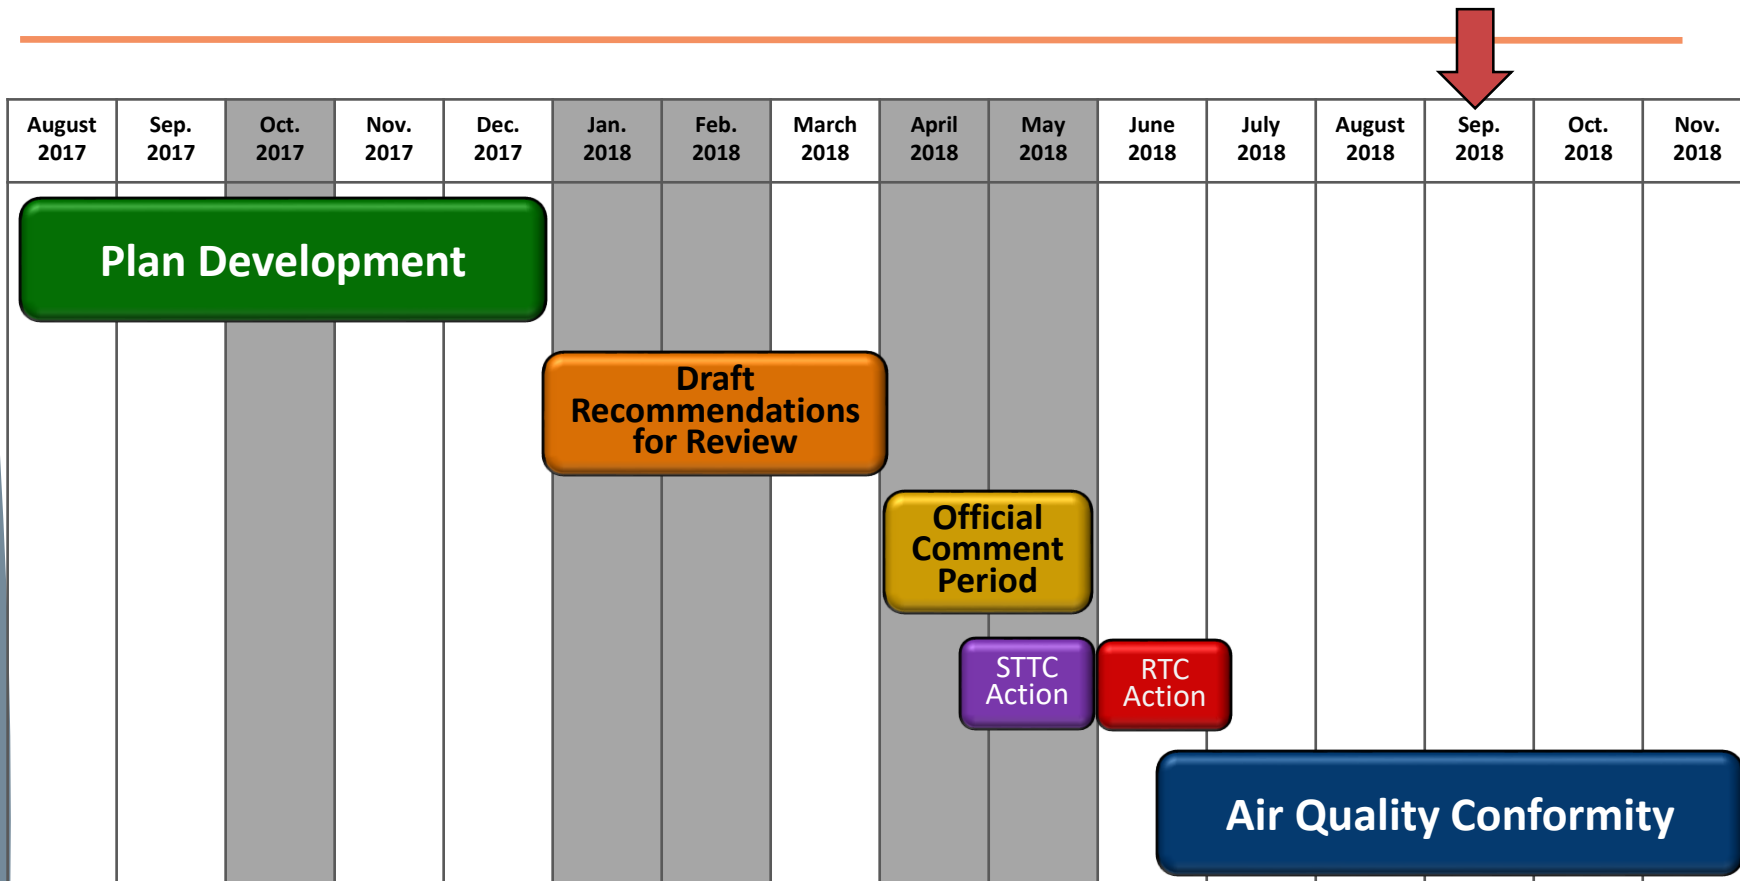 August Sep. Oct. Nov. Dec. Jan. Feb. March April May June July August Sep. Oct. Nov.
2017 2017 2017 2017 2017 2018 2018 2018 2018 2018 2018 2018 2018 2018 2018 2018
Plan Development
Draft
Recommendations
for Review
Official
Comment
Period
STTC
Action
RTC
Action
Air Quality Conformity